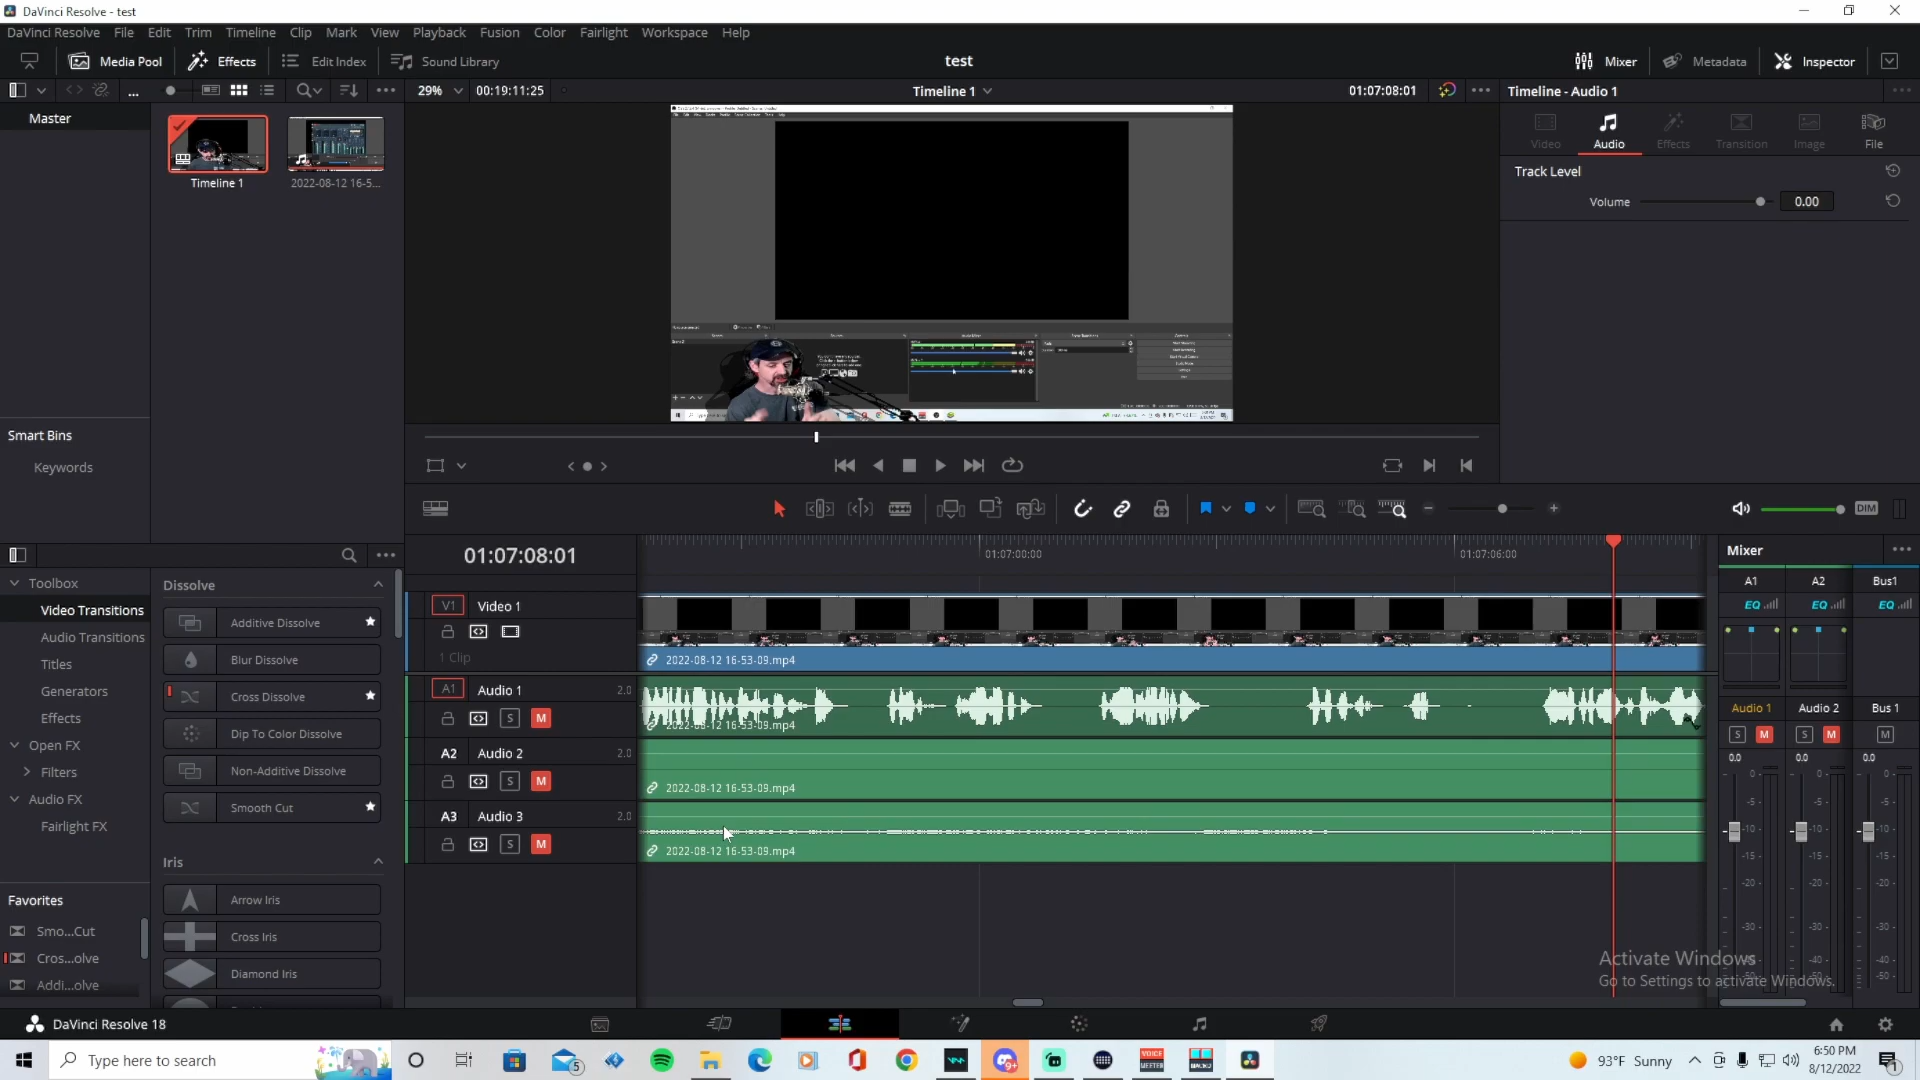 DaVinci Resolve - test
DaVinci Resolve File Edit Trim Timeline Clip Mark View Playback Fusion Color Fairlight Workspace Help
Media Pool Effects Edit Index Sound Library test Mixer Metadata Inspector
... 29% 00:19:11:25 Timeline 1 01:07:08:01 Timeline - Audio 1
Master
Timeline 1
2022-08-12 16-5...
Video Audio Effects Transition Image File
Track Level
Volume 0.00
Smart Bins
Keywords
DIM
01:07:08:01
01:07:00:00 01:07:06:00
Toolbox
Video Transitions
Audio Transitions
Titles
Generators
Effects
Open FX
Filters
Audio FX
Fairlight FX
Favorites
Smo...Cut
Cros...olve
Addi...olve
Dissolve
Additive Dissolve
Blur Dissolve
Cross Dissolve
Dip To Color Dissolve
Non-Additive Dissolve
Smooth Cut
Iris
Arrow Iris
Cross Iris
Diamond Iris
V1 Video 1
1 Clip
2022-08-12 16-53-09.mp4
A1 Audio 1 2.0
S M
2022-08-12 16-53-09.mp4
A2 Audio 2 2.0
S M
2022-08-12 16-53-09.mp4
A3 Audio 3 2.0
S M
2022-08-12 16-53-09.mp4
Mixer
A1 A2 Bus1
EQ EQ EQ
Audio 1 Audio 2 Bus 1
S M S M M
0.0 0.0 0.0
0 0 0
-5 -5 -5
-10 -10 -10
-15 -15 -15
-20 -20 -20
-30 -30 -30
-40 -40 -40
-50 -50 -50
Activate Windows
Go to Settings to activate Windows.
DaVinci Resolve 18
Type here to search
5
9+
VOICE
MEETER
93°F Sunny
6:50 PM
8/12/2022
1